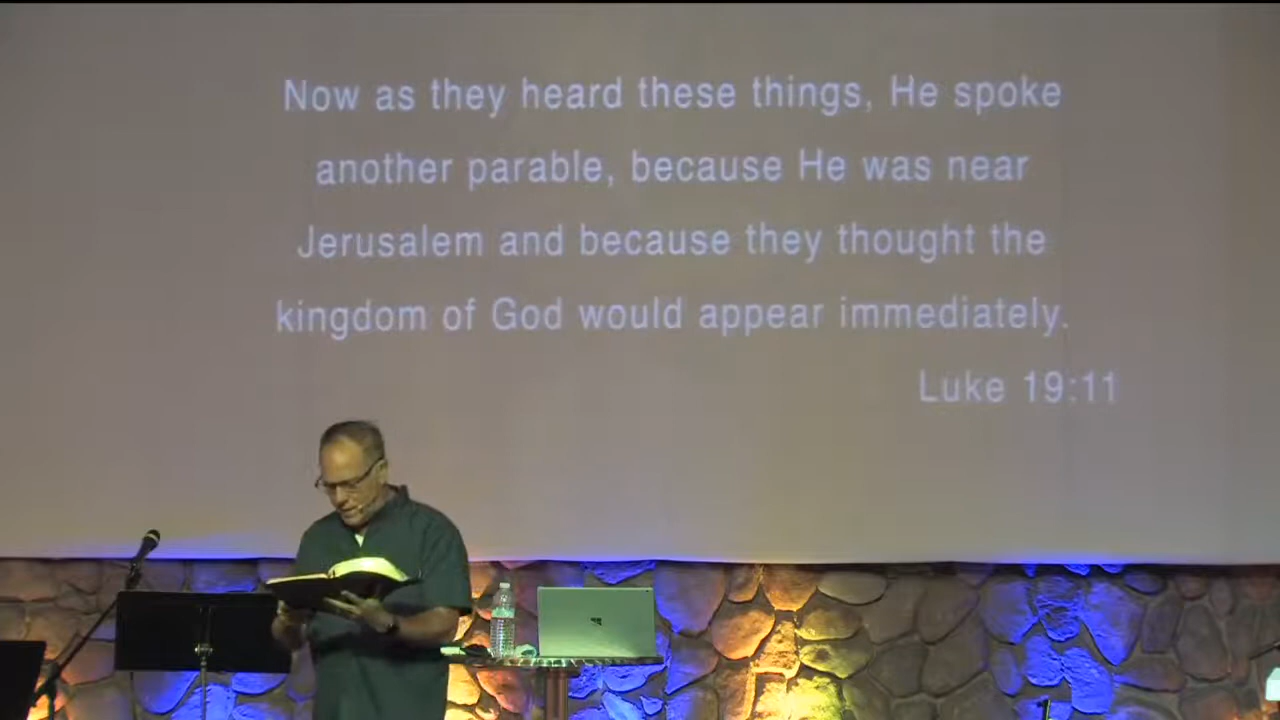 Now as they heard these things, He spoke
another parable, because He was near
Jerusalem and because they thought the
kingdom of God would appear immediately.
Luke 19:11